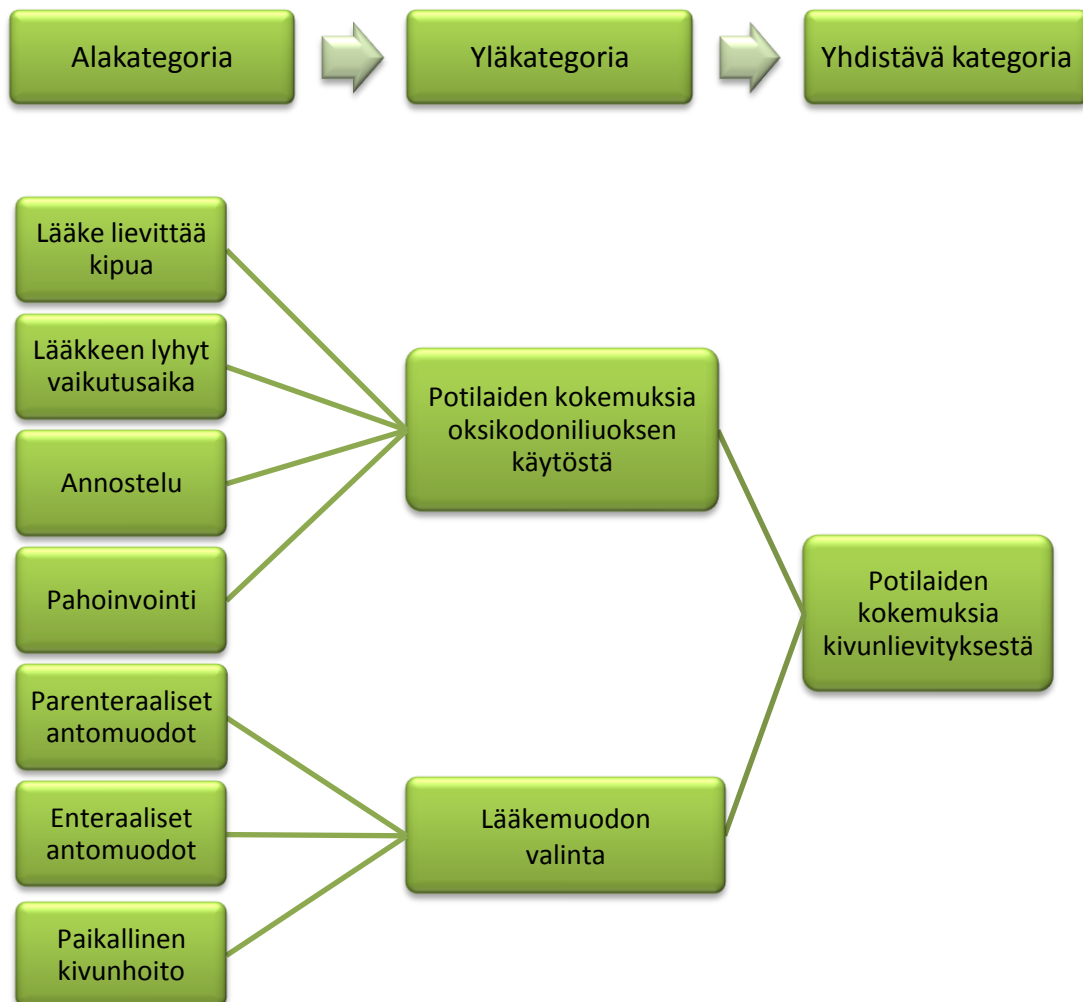 Alakategoria
Yläkategoria
Yhdistävä kategoria
Lääke lievittää
kipua
Lääkkeen lyhyt
vaikutusaika
Annostelu
Pahoinvointi
Parenteraaliset
antomuodot
Enteraaliset
antomuodot
Paikallinen
kivunhoito
Potilaiden kokemuksia
oksikodoniliuoksen
käytöstä
Lääkemuodon
valinta
Potilaiden
kokemuksia
kivunlievityksestä